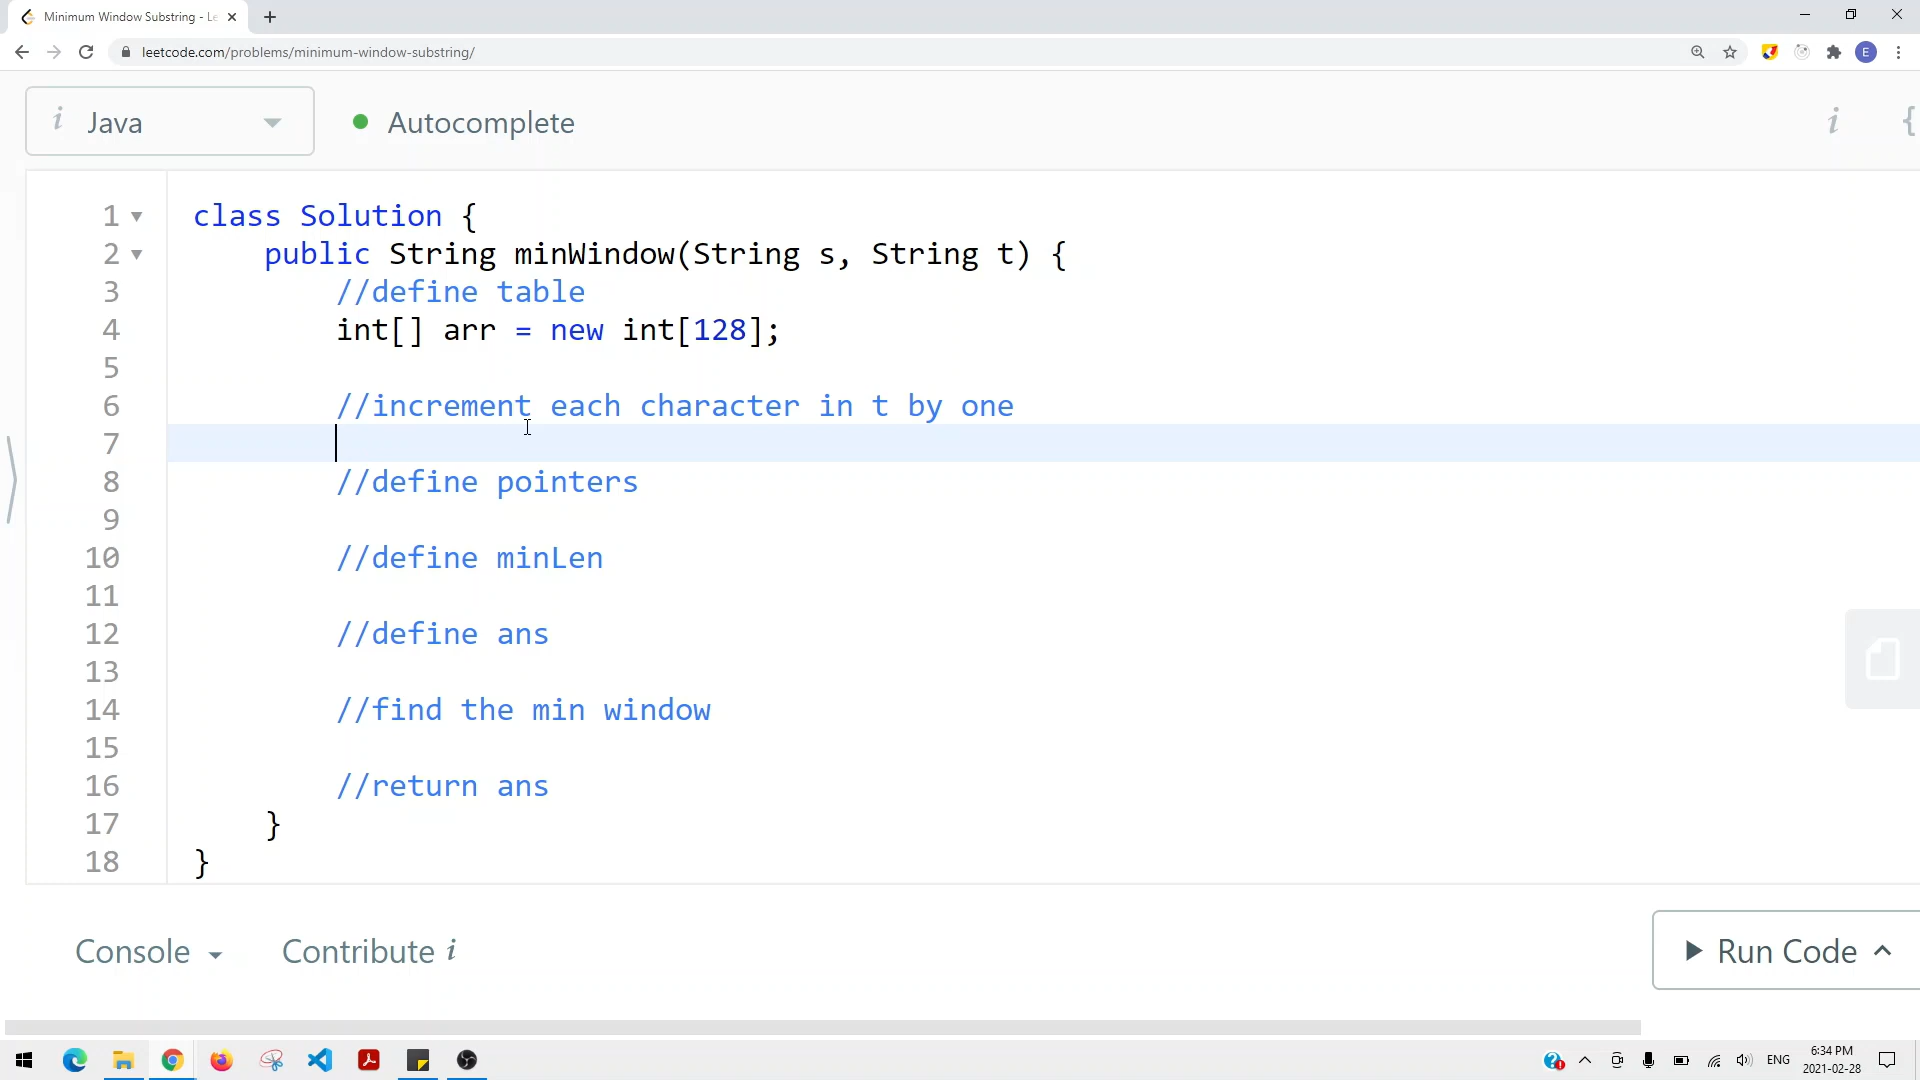 Minimum Window Substring - Le
leetcode.com/problems/minimum-window-substring/
E
i Java
Autocomplete
i {
1 class Solution {
2 public String minWindow(String s, String t) {
3 //define table
4 int[] arr = new int[128];
5
6 //increment each character in t by one
7
8 //define pointers
9
10 //define minLen
11
12 //define ans
13
14 //find the min window
15
16 //return ans
17 }
18 }
Console Contribute i
Run Code
ENG
6:34 PM
2021-02-28